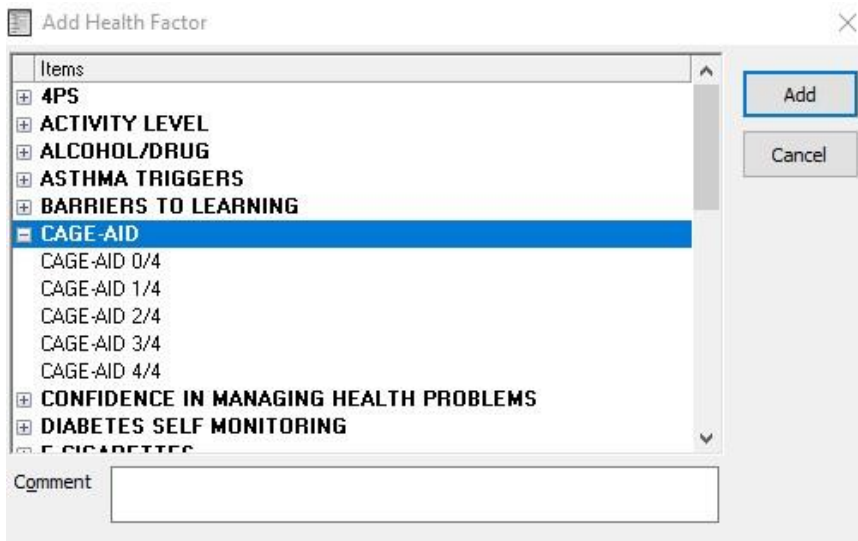 Add Health Factor
Items
4PS
ACTIVITY LEVEL
ALCOHOL/DRUG
ASTHMA TRIGGERS
BARRIERS TO LEARNING
CAGE-AID
CAGE-AID 0/4
CAGE-AID 1/4
CAGE-AID 2/4
CAGE-AID 3/4
CAGE-AID 4/4
CONFIDENCE IN MANAGING HEALTH PROBLEMS
DIABETES SELF MONITORING
E-CIGARETTES
Add
Cancel
Comment